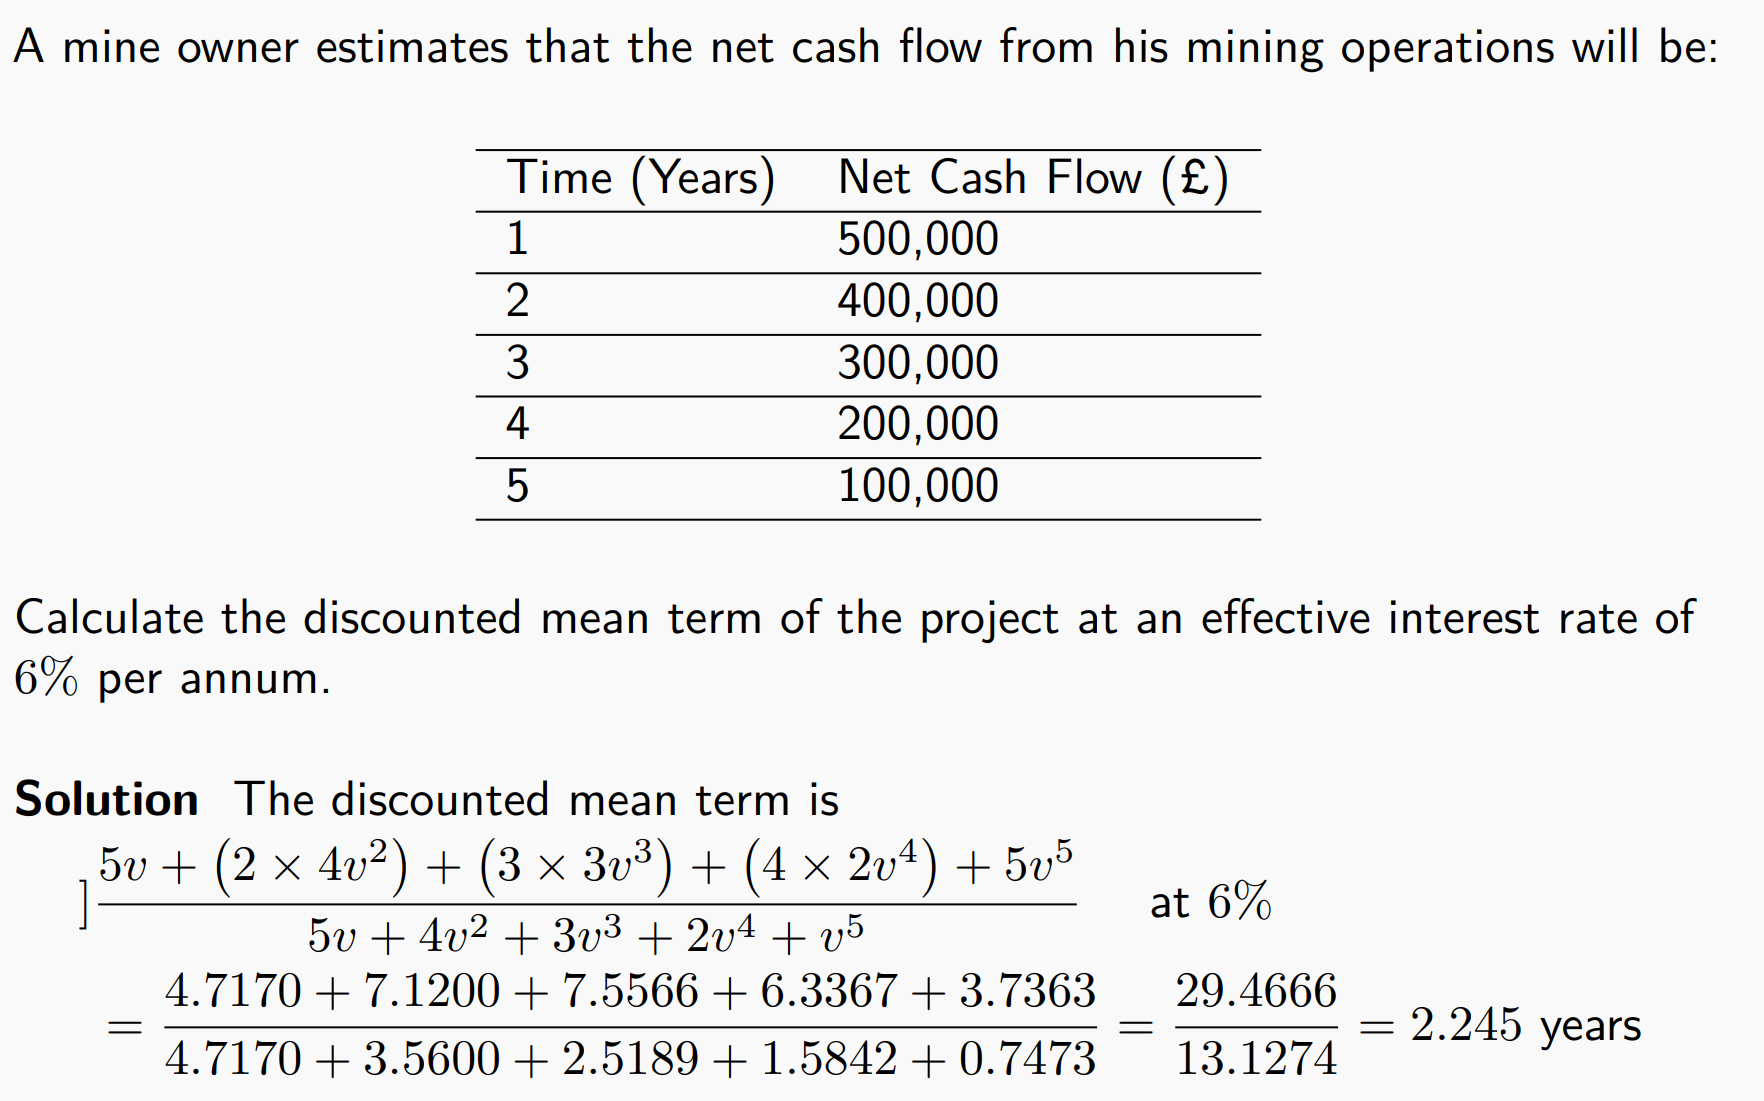 A mine owner estimates that the net cash flow from his mining operations will be:
Time (Years) Net Cash Flow (£)
1 500,000
2 400,000
3 300,000
4 200,000
5 100,000
Calculate the discounted mean term of the project at an effective interest rate of
6% per annum.
Solution The discounted mean term is
] \frac{5v + (2 × 4v^2) + (3 × 3v^3) + (4 × 2v^4) + 5v^5}{5v + 4v^2 + 3v^3 + 2v^4 + v^5} at 6%
= \frac{4.7170 + 7.1200 + 7.5566 + 6.3367 + 3.7363}{4.7170 + 3.5600 + 2.5189 + 1.5842 + 0.7473} = \frac{29.4666}{13.1274} = 2.245 years